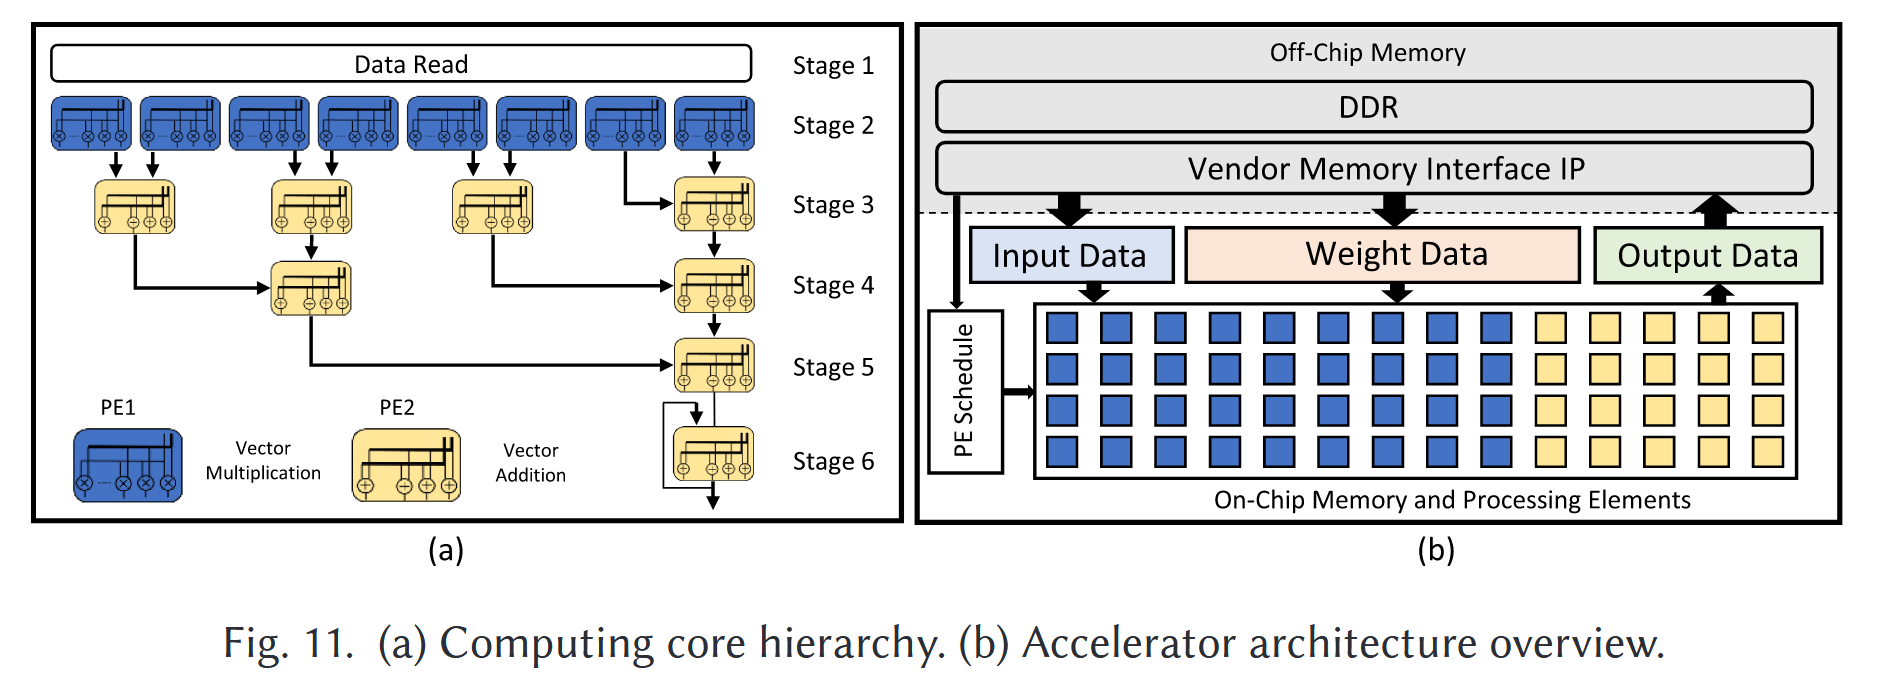 Data Read
Stage 1
Stage 2
Stage 3
Stage 4
Stage 5
Stage 6
PE1
Vector
Multiplication
PE2
Vector
Addition
(a)
Off-Chip Memory
DDR
Vendor Memory Interface IP
Input Data
Weight Data
Output Data
PE Schedule
On-Chip Memory and Processing Elements
(b)
Fig. 11. (a) Computing core hierarchy. (b) Accelerator architecture overview.